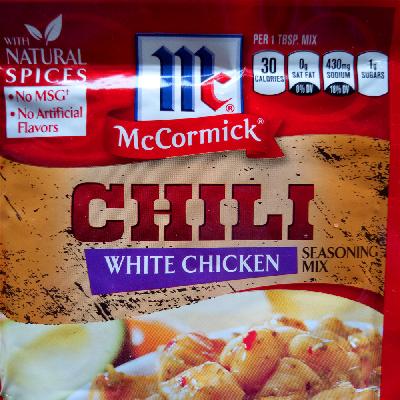 WITH
NATURAL
SPICES
• No MSG†
• No Artificial
Flavors
Mc®
McCormick®
PER 1 TBSP. MIX
30
CALORIES
0g
SAT FAT
0% DV
430mg
SODIUM
18% DV
1g
SUGARS
CHILI
WHITE CHICKEN
SEASONING
MIX